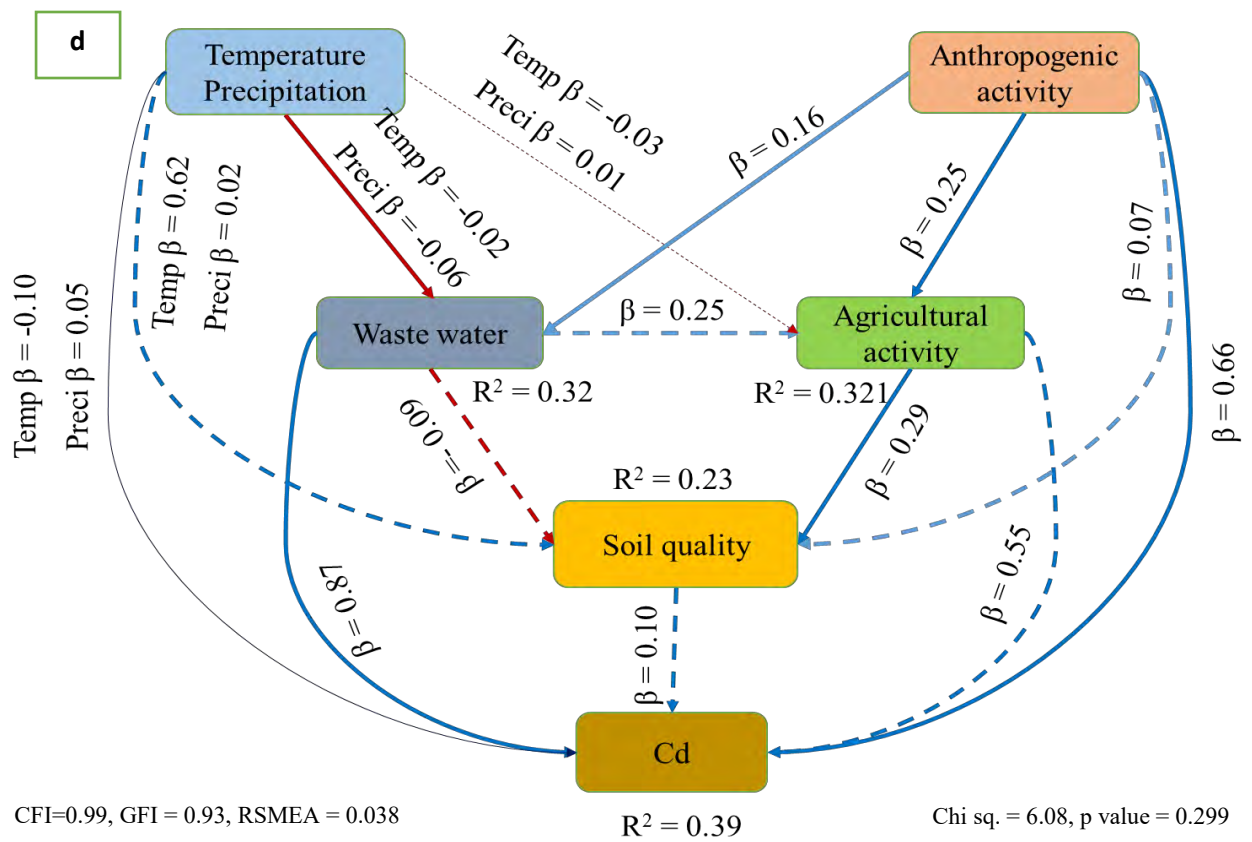 d
Temperature
Precipitation
Anthropogenic
activity
Temp β = -0.03
Preci β = 0.01
β = 0.16
β = 0.25
Temp β = -0.02
Preci β = -0.06
Temp β = 0.62
Preci β = 0.02
β = 0.07
Temp β = -0.10
Preci β = 0.05
β = 0.66
Waste water
β = 0.25
Agricultural
activity
R² = 0.32
R² = 0.321
β =- 0.09
β = 0.29
R² = 0.23
Soil quality
β = 0.87
β = 0.10
β = 0.55
Cd
R² = 0.39
CFI=0.99, GFI = 0.93, RSMEA = 0.038
Chi sq. = 6.08, p value = 0.299